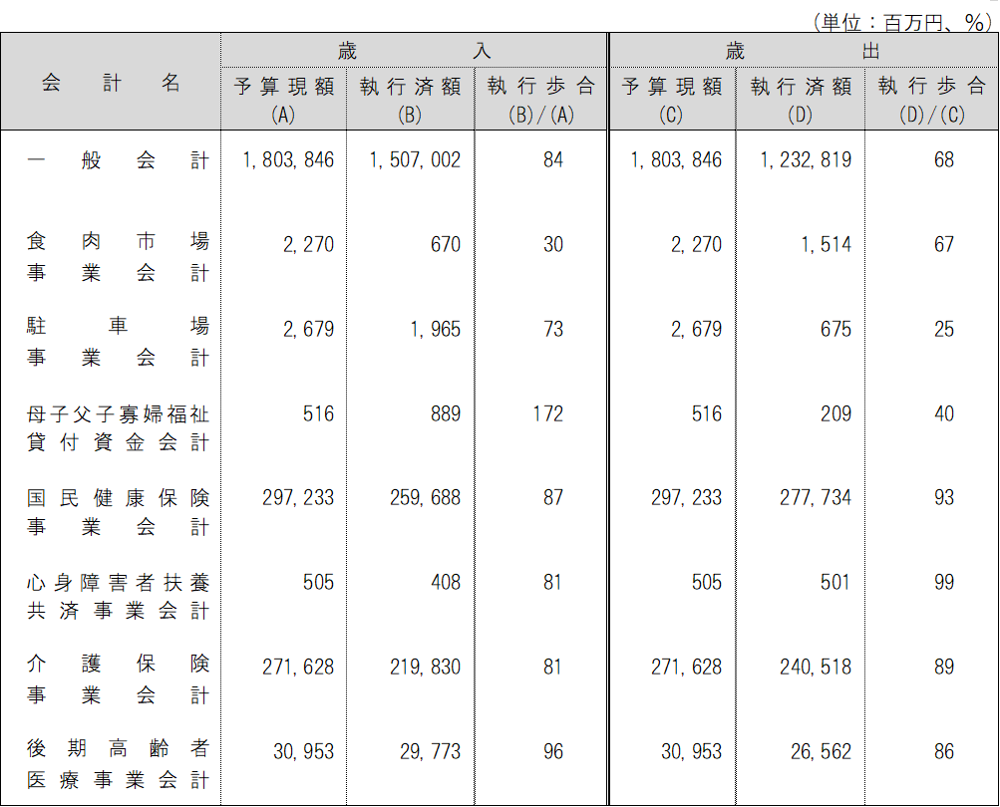 （単位：百万円、％）
会計名 歳入 歳出
予算現額 執行済額 執行歩合 予算現額 執行済額 執行歩合
(A) (B) (B)/(A) (C) (D) (D)/(C)
一般会計 1,803,846 1,507,002 84 1,803,846 1,232,819 68
食肉市場 2,270 670 30 2,270 1,514 67
事業会計
駐車場 2,679 1,965 73 2,679 675 25
事業会計
母子父子寡婦福祉 516 889 172 516 209 40
貸付資金会計
国民健康保険 297,233 259,688 87 297,233 277,734 93
事業会計
心身障害者扶養 505 408 81 505 501 99
共済事業会計
介護保険 271,628 219,830 81 271,628 240,518 89
事業会計
後期高齢者 30,953 29,773 96 30,953 26,562 86
医療事業会計